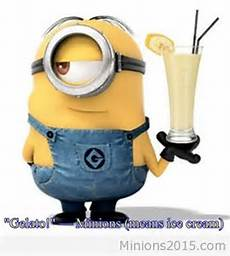 "Gelato!" — Minions (means ice cream)
Minions2015.com